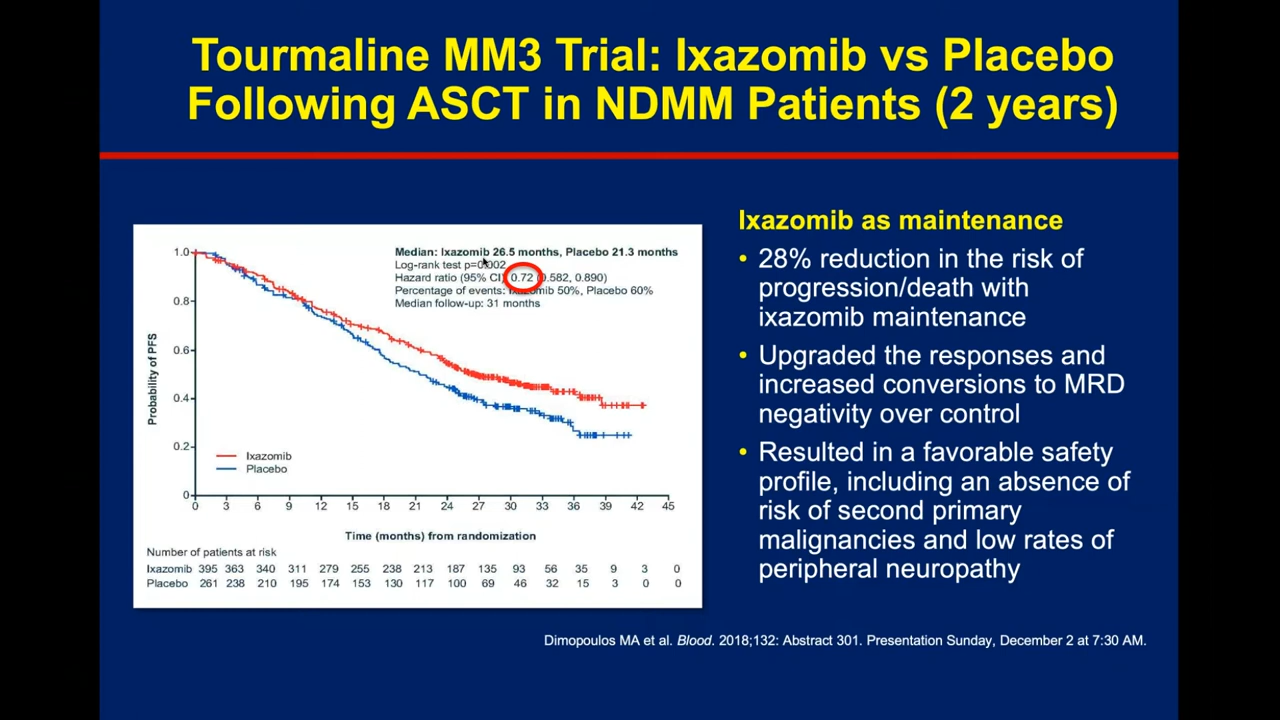 Tourmaline MM3 Trial: Ixazomib vs Placebo
Following ASCT in NDMM Patients (2 years)
Median: Ixazomib 26.5 months, Placebo 21.3 months
Log-rank test p=0.002
Hazard ratio (95% CI) 0.72 (0.582, 0.890)
Percentage of events: Ixazomib 50%, Placebo 60%
Median follow-up: 31 months
Probability of PFS
1.0
0.8
0.6
0.4
0.2
0
Ixazomib
Placebo
0 3 6 9 12 15 18 21 24 27 30 33 36 39 42 45
Time (months) from randomization
Number of patients at risk
Ixazomib 395 363 340 311 279 255 238 213 187 135 93 56 35 9 3 0
Placebo 261 238 210 195 174 153 130 117 100 69 46 32 15 3 0 0
Ixazomib as maintenance
• 28% reduction in the risk of
progression/death with
ixazomib maintenance
• Upgraded the responses and
increased conversions to MRD
negativity over control
• Resulted in a favorable safety
profile, including an absence of
risk of second primary
malignancies and low rates of
peripheral neuropathy
Dimopoulos MA et al. Blood. 2018;132: Abstract 301. Presentation Sunday, December 2 at 7:30 AM.